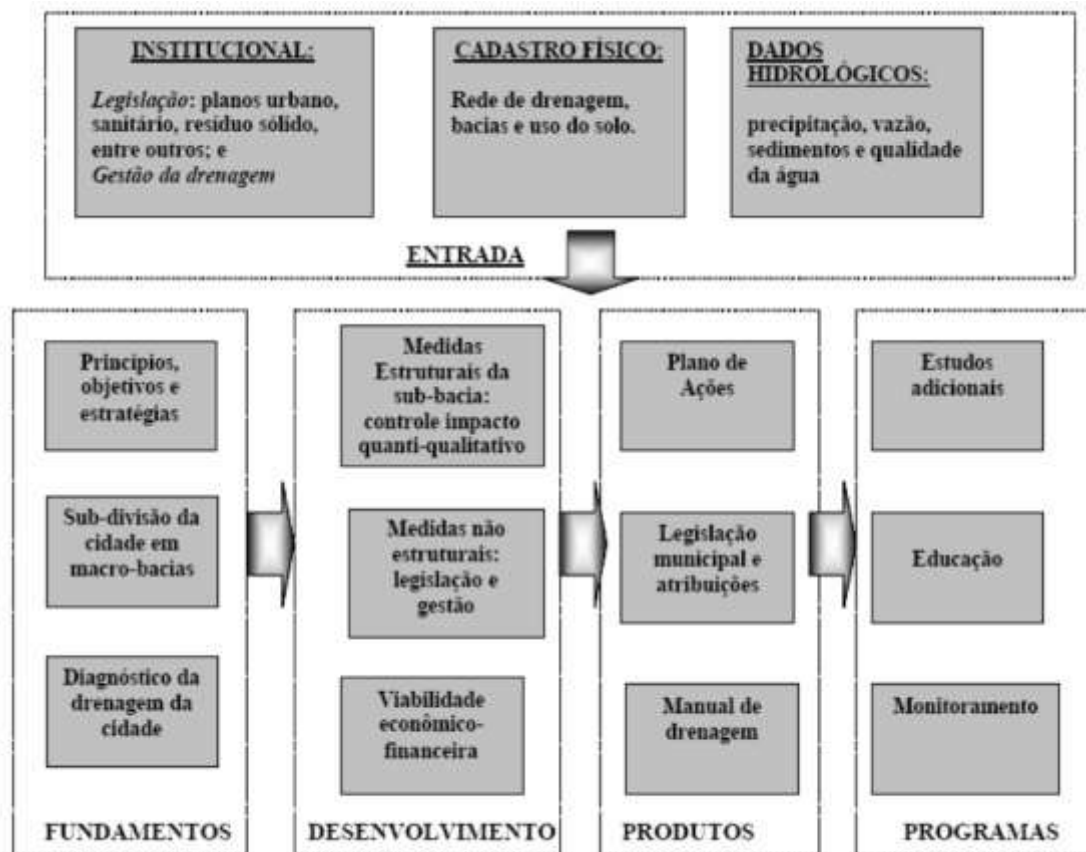 INSTITUCIONAL:
Legislação: planos urbano,
sanitário, resíduo sólido,
entre outros; e
Gestão da drenagem
CADASTRO FÍSICO:
Rede de drenagem,
bacias e uso do solo.
DADOS
HIDROLÓGICOS:
precipitação, vazão,
sedimentos e qualidade
da água
ENTRADA
Princípios,
objetivos e
estratégias
Sub-divisão da
cidade em
macro-bacias
Diagnóstico da
drenagem da
cidade
FUNDAMENTOS
Medidas
Estruturais da
sub-bacia:
controle impacto
quanti-qualitativo
Medidas não
estruturais:
legislação e
gestão
Viabilidade
econômico-
financeira
DESENVOLVIMENTO
Plano de
Ações
Legislação
municipal e
atribuições
Manual de
drenagem
PRODUTOS
Estudos
adicionais
Educação
Monitoramento
PROGRAMAS